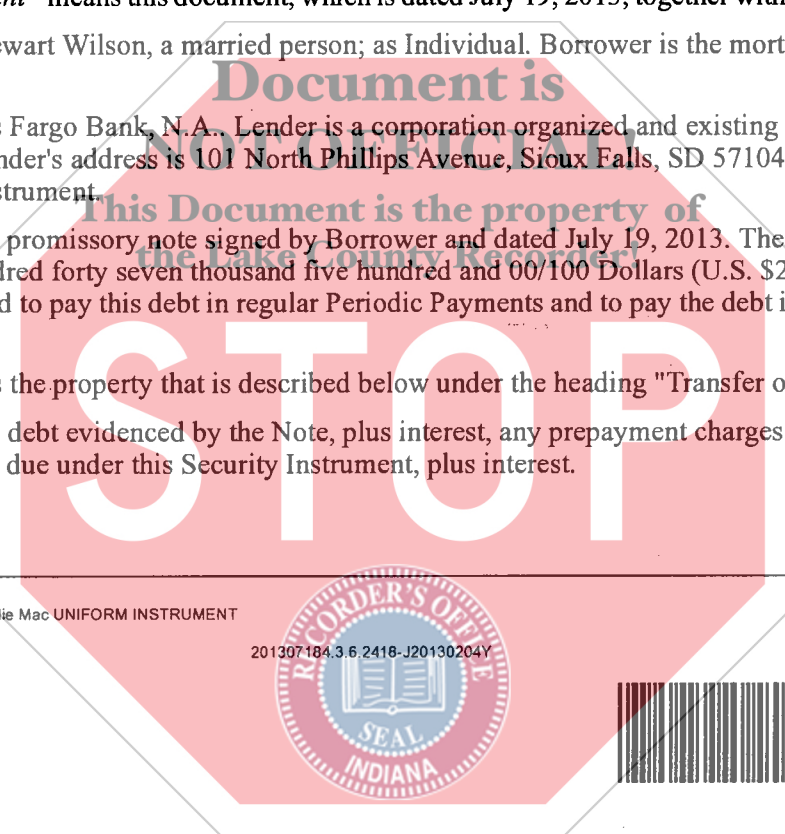 ent" means this document, which is dated July 19, 2013, together with
ewart Wilson, a married person; as Individual. Borrower is the mort
Document is
s Fargo Bank, N.A.. Lender is a corporation organized and existing
NOT OFFICIAL!
nder's address is 101 North Phillips Avenue, Sioux Falls, SD 57104
strument.
This Document is the property of
promissory note signed by Borrower and dated July 19, 2013. The
the Lake County Recorder!
dred forty seven thousand five hundred and 00/100 Dollars (U.S. $2
d to pay this debt in regular Periodic Payments and to pay the debt i
STOP
s the property that is described below under the heading "Transfer o
debt evidenced by the Note, plus interest, any prepayment charges
due under this Security Instrument, plus interest.
die Mac UNIFORM INSTRUMENT
201307184.3.6.2418-J20130204Y
RECORDER'S OFFICE
SEAL
INDIANA